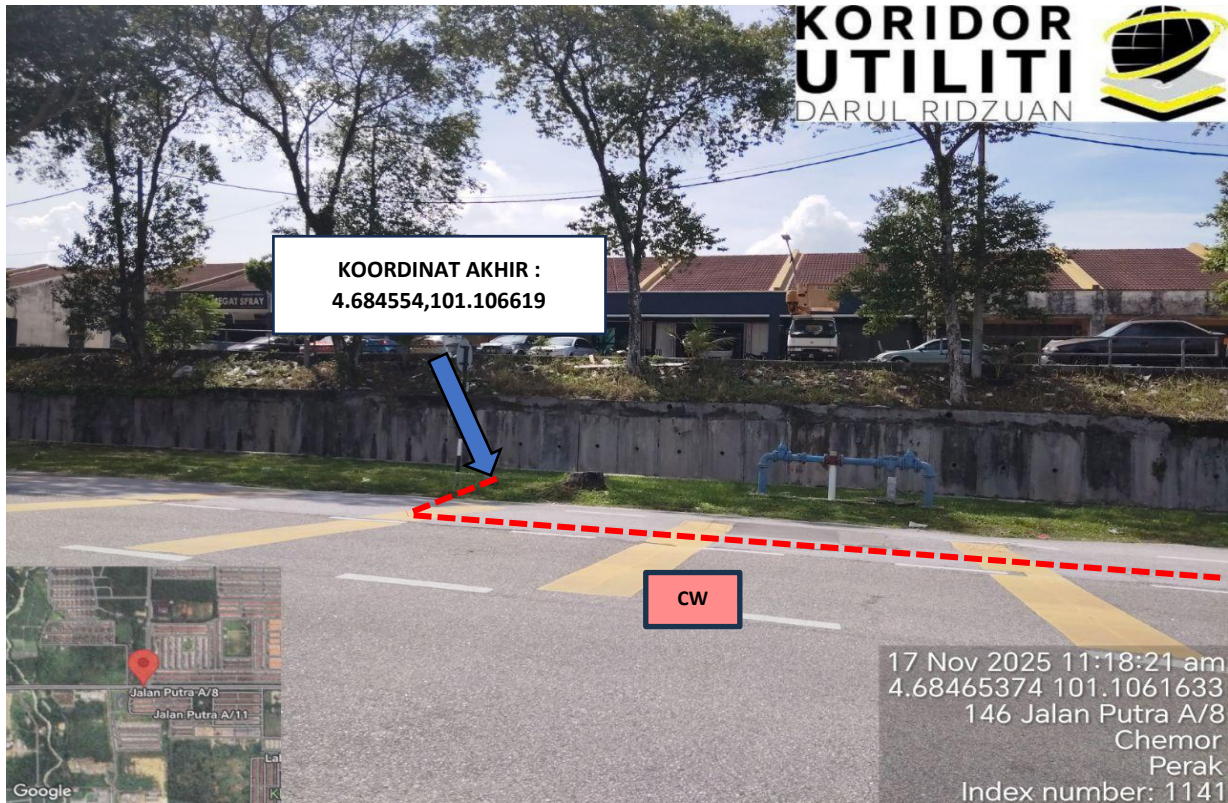 KORIDOR
UTILITI
DARUL RIDZUAN
KOORDINAT AKHIR :
4.684554,101.106619
EGAT SPRAY
CW
Jalan Putra A/8
Jalan Putra A/11
Google
17 Nov 2025 11:18:21 am
4.68465374 101.1061633
146 Jalan Putra A/8
Chemor
Perak
Index number: 1141